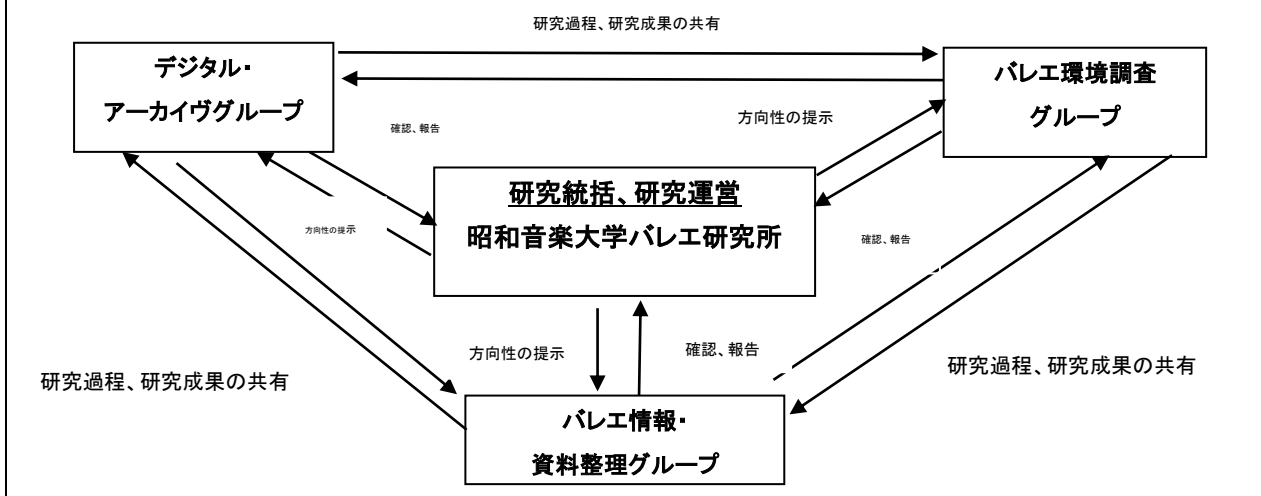 研究過程、研究成果の共有
デジタル・
アーカイヴグループ
バレエ環境調査
グループ
確認、報告
方向性の提示
研究統括、研究運営
昭和音楽大学バレエ研究所
方向性の提示
確認、報告
方向性の提示
確認、報告
研究過程、研究成果の共有
研究過程、研究成果の共有
バレエ情報・
資料整理グループ